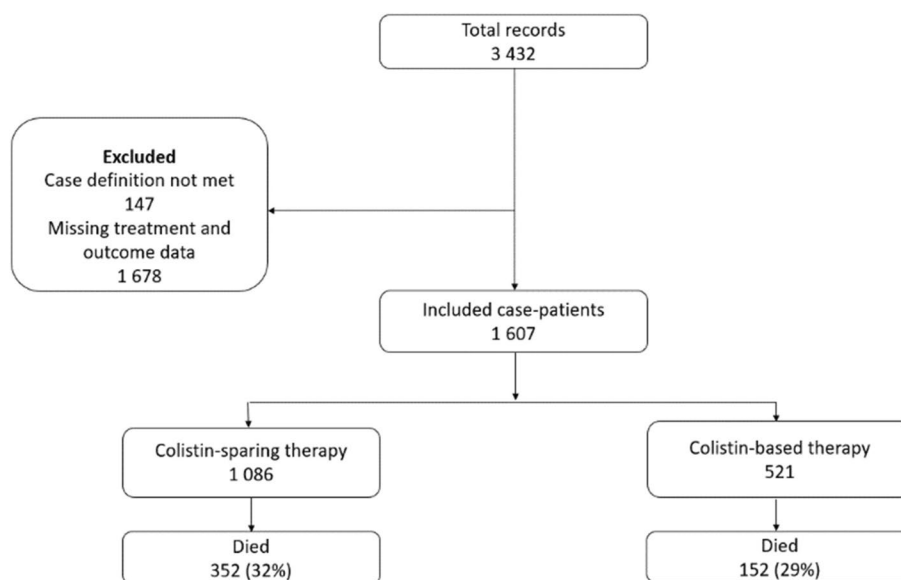 Total records
3 432
Excluded
Case definition not met
147
Missing treatment and
outcome data
1 678
Included case-patients
1 607
Colistin-sparing therapy
1 086
Colistin-based therapy
521
Died
352 (32%)
Died
152 (29%)